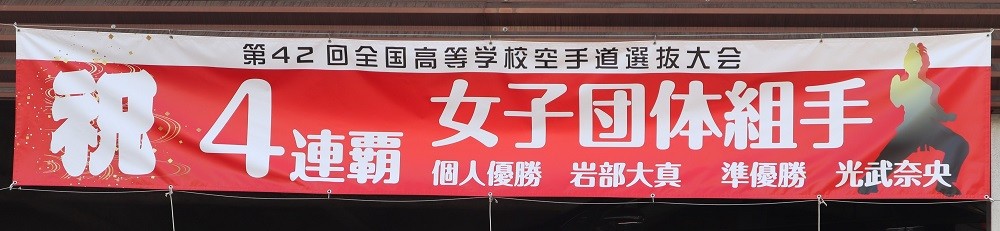 第42回全国高等学校空手道選抜大会
祝 4連覇 女子団体組手
個人優勝 岩部大真 準優勝 光武奈央